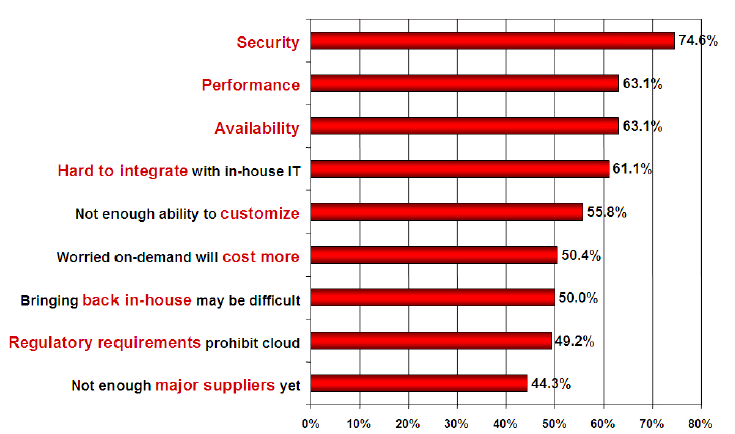 Security 74.6%
Performance 63.1%
Availability 63.1%
Hard to integrate with in-house IT 61.1%
Not enough ability to customize 55.8%
Worried on-demand will cost more 50.4%
Bringing back in-house may be difficult 50.0%
Regulatory requirements prohibit cloud 49.2%
Not enough major suppliers yet 44.3%
0% 10% 20% 30% 40% 50% 60% 70% 80%